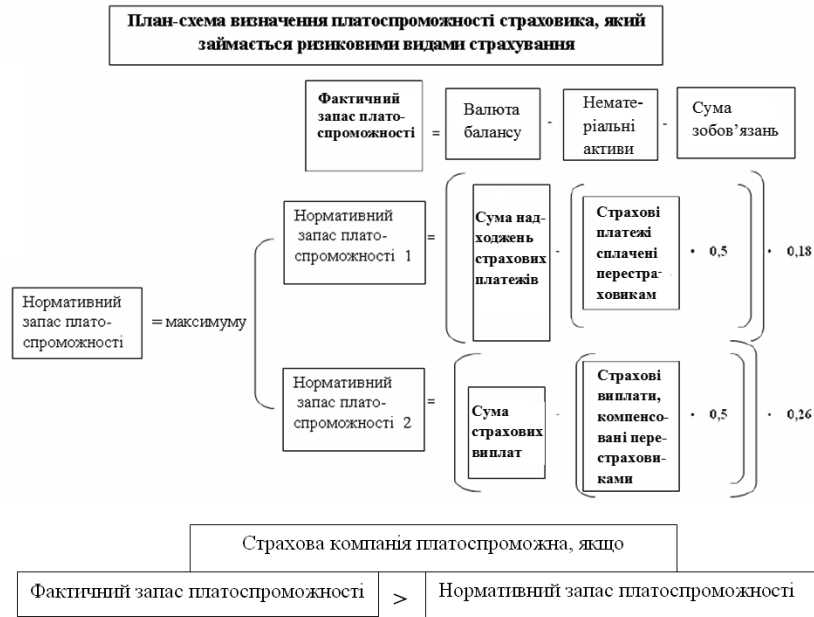 План-схема визначення платоспроможності страховика, який
займається ризиковими видами страхування
Фактичний
запас плато-
спроможності
=
Валюта
балансу
-
Немате-
ріальні
активи
-
Сума
зобов’язань
Нормативний
запас плато-
спроможності
= максимуму
Нормативний
запас плато-
спроможності 1
=
Сума над-
ходжень
страхових
платежів
-
Страхові
платежі
сплачені
перестра-
ховикам
· 0,5
· 0,18
Нормативний
запас плато-
спроможності 2
=
Сума
страхових
виплат
-
Страхові
виплати,
компенсо-
вані пере-
страхови-
ками
· 0,5
· 0,26
Страхова компанія платоспроможна, якщо
Фактичний запас платоспроможності > Нормативний запас платоспроможності